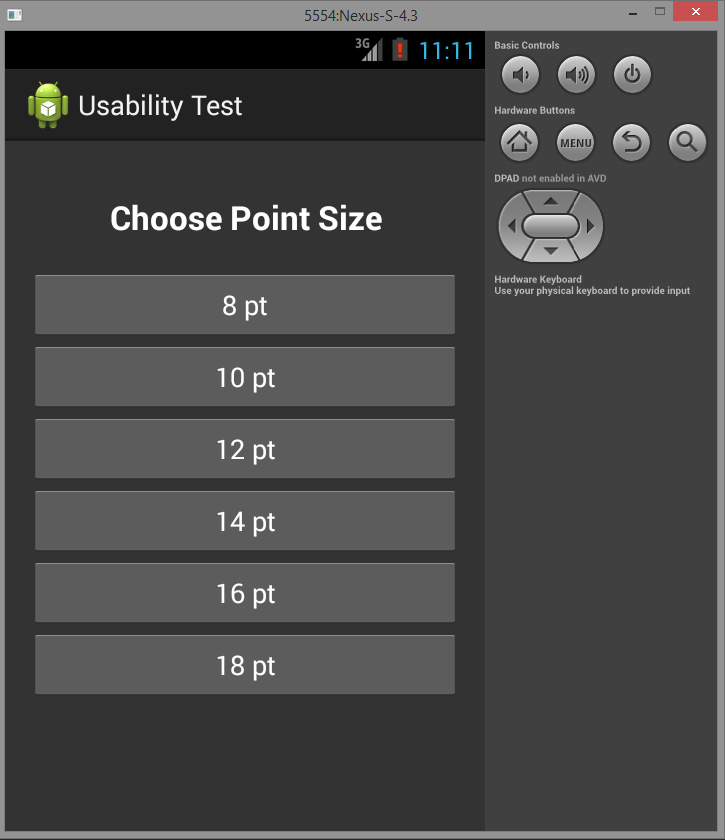 5554:Nexus-S-4.3
3G 11:11
Usability Test
Choose Point Size
8 pt
10 pt
12 pt
14 pt
16 pt
18 pt
Basic Controls
Hardware Buttons
MENU
DPAD not enabled in AVD
Hardware Keyboard
Use your physical keyboard to provide input